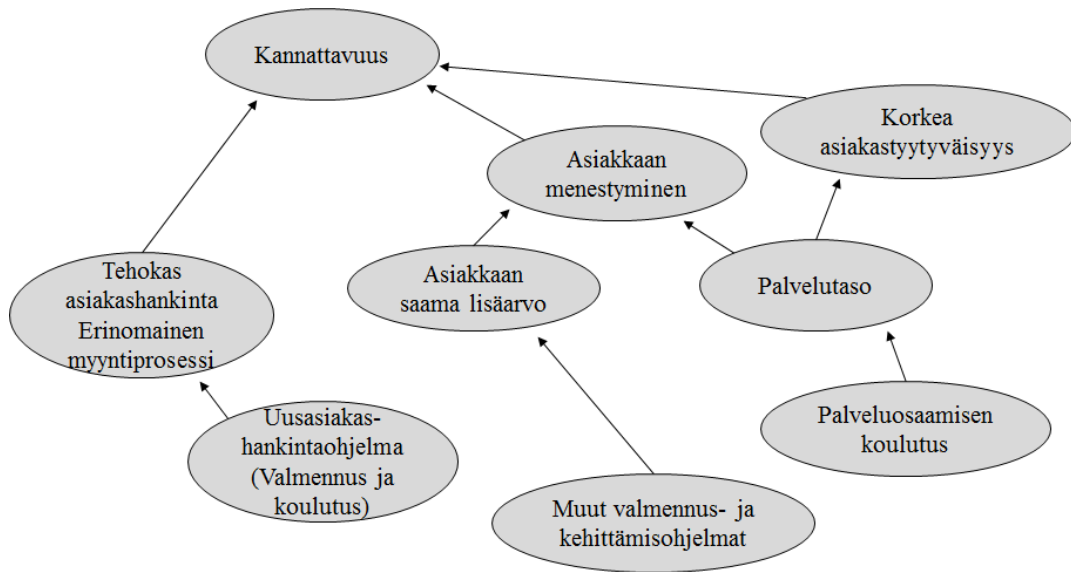 Kannattavuus
Korkea
asiakastyytyväisyys
Asiakkaan
menestyminen
Tehokas
asiakashankinta
Erinomainen
myyntiprosessi
Asiakkaan
saama lisäarvo
Palvelutaso
Uusasiakas-
hankintaohjelma
(Valmennus ja
koulutus)
Palveluosaamisen
koulutus
Muut valmennus- ja
kehittämisohjelmat